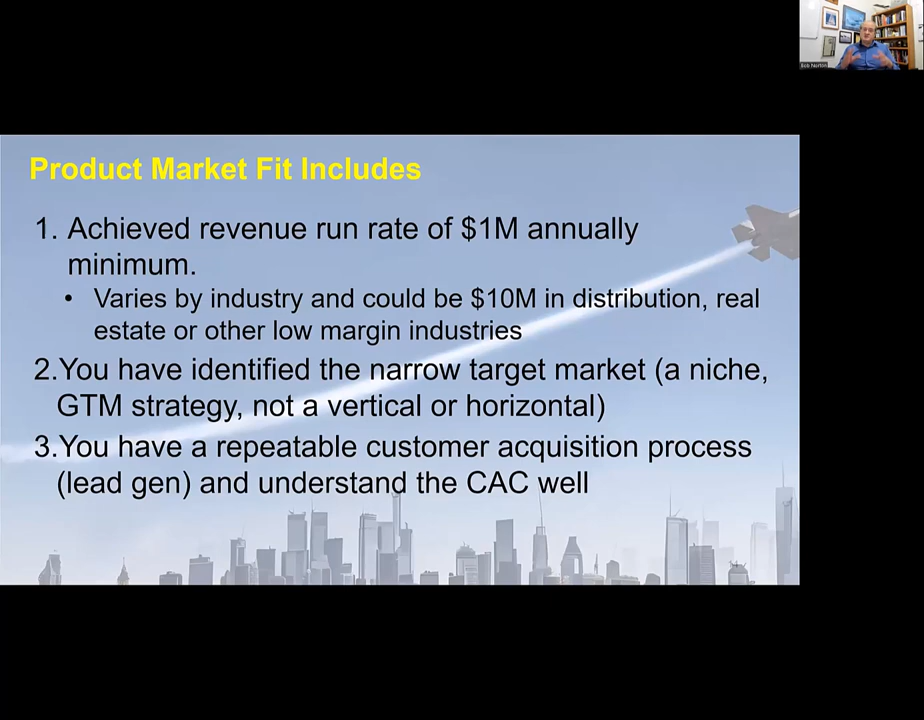 Bob Norton
Product Market Fit Includes
1. Achieved revenue run rate of $1M annually
minimum.
• Varies by industry and could be $10M in distribution, real
estate or other low margin industries
2.You have identified the narrow target market (a niche,
GTM strategy, not a vertical or horizontal)
3.You have a repeatable customer acquisition process
(lead gen) and understand the CAC well